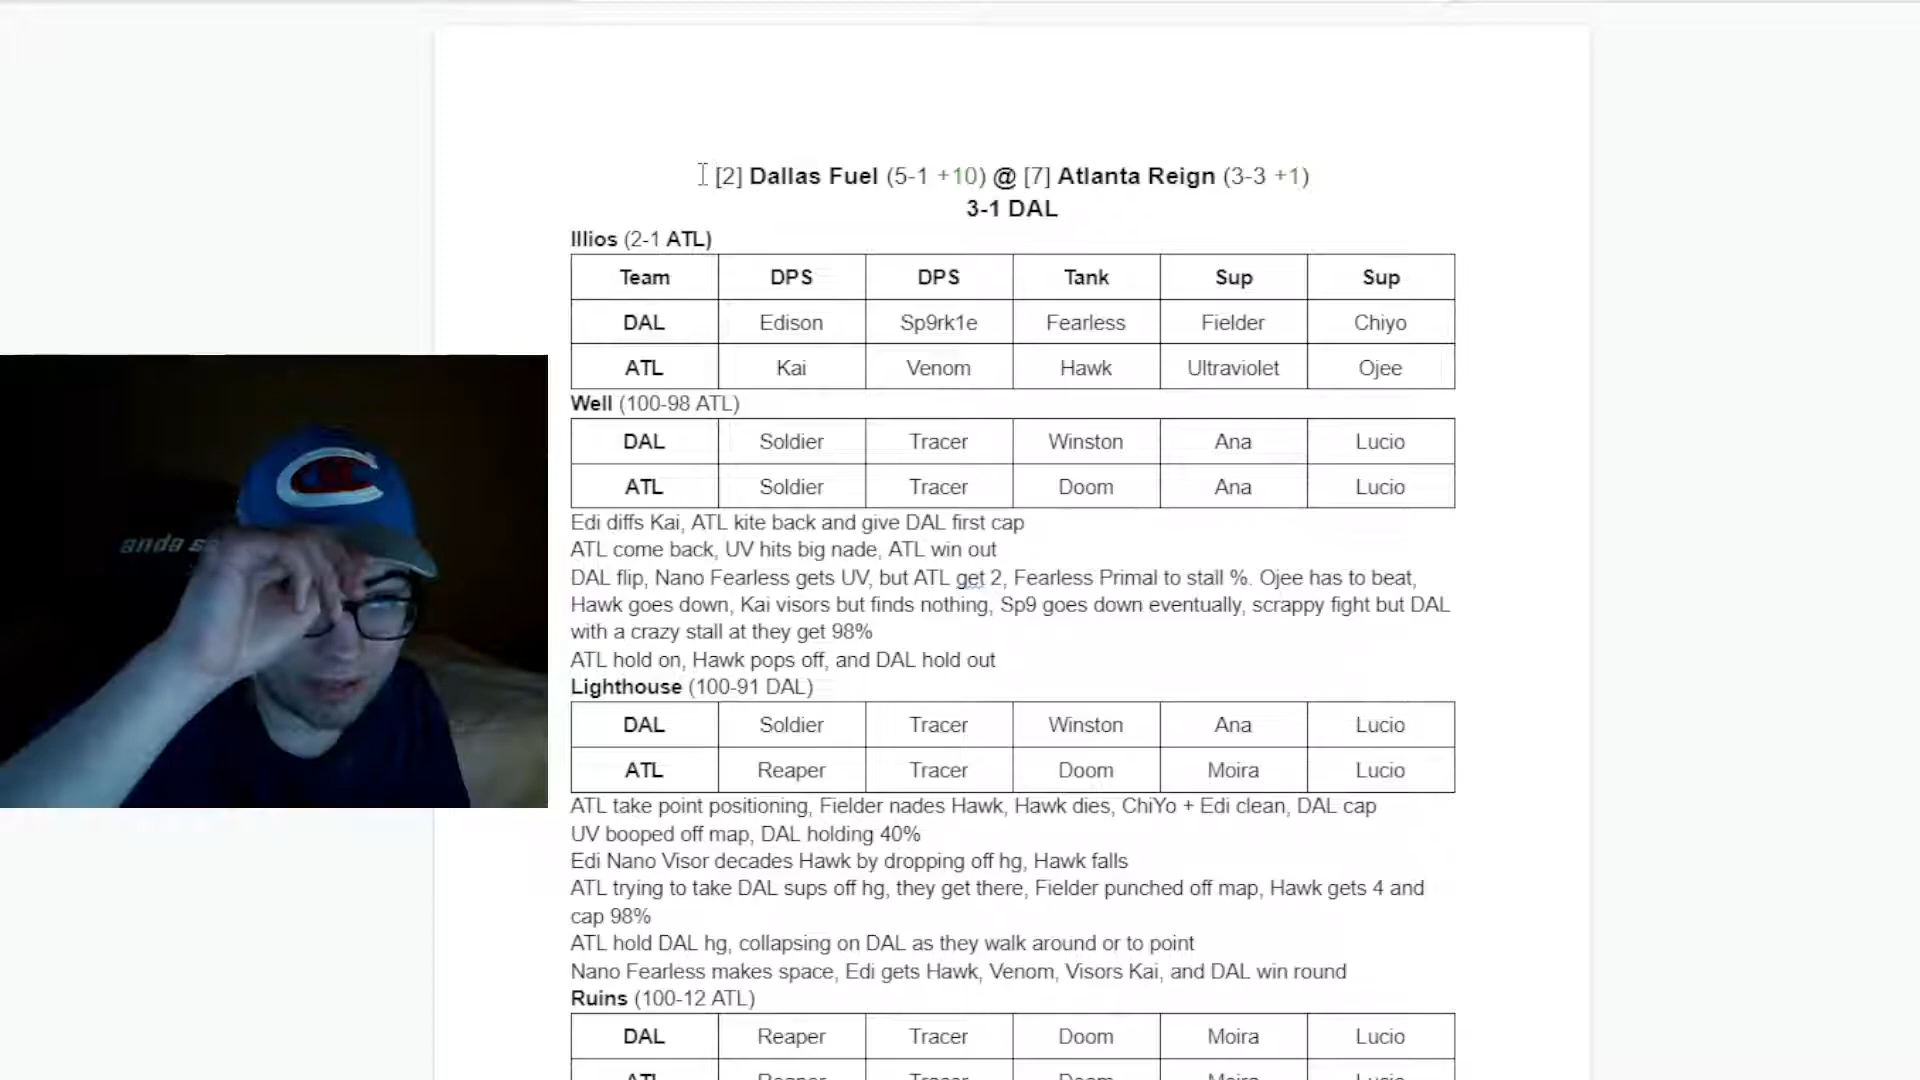 [2] Dallas Fuel (5-1 +10) @ [7] Atlanta Reign (3-3 +1)
3-1 DAL
Illios (2-1 ATL)
Team DPS DPS Tank Sup Sup
DAL Edison Sp9rk1e Fearless Fielder Chiyo
ATL Kai Venom Hawk Ultraviolet Ojee
Well (100-98 ATL)
DAL Soldier Tracer Winston Ana Lucio
ATL Soldier Tracer Doom Ana Lucio
Edi diffs Kai, ATL kite back and give DAL first cap
ATL come back, UV hits big nade, ATL win out
DAL flip, Nano Fearless gets UV, but ATL get 2, Fearless Primal to stall %. Ojee has to beat,
Hawk goes down, Kai visors but finds nothing, Sp9 goes down eventually, scrappy fight but DAL
with a crazy stall at they get 98%
ATL hold on, Hawk pops off, and DAL hold out
Lighthouse (100-91 DAL)
DAL Soldier Tracer Winston Ana Lucio
ATL Reaper Tracer Doom Moira Lucio
ATL take point positioning, Fielder nades Hawk, Hawk dies, ChiYo + Edi clean, DAL cap
UV booped off map, DAL holding 40%
Edi Nano Visor decades Hawk by dropping off hg, Hawk falls
ATL trying to take DAL sups off hg, they get there, Fielder punched off map, Hawk gets 4 and
cap 98%
ATL hold DAL hg, collapsing on DAL as they walk around or to point
Nano Fearless makes space, Edi gets Hawk, Venom, Visors Kai, and DAL win round
Ruins (100-12 ATL)
DAL Reaper Tracer Doom Moira Lucio
ATL Reaper Tracer Doom Moira Lucio